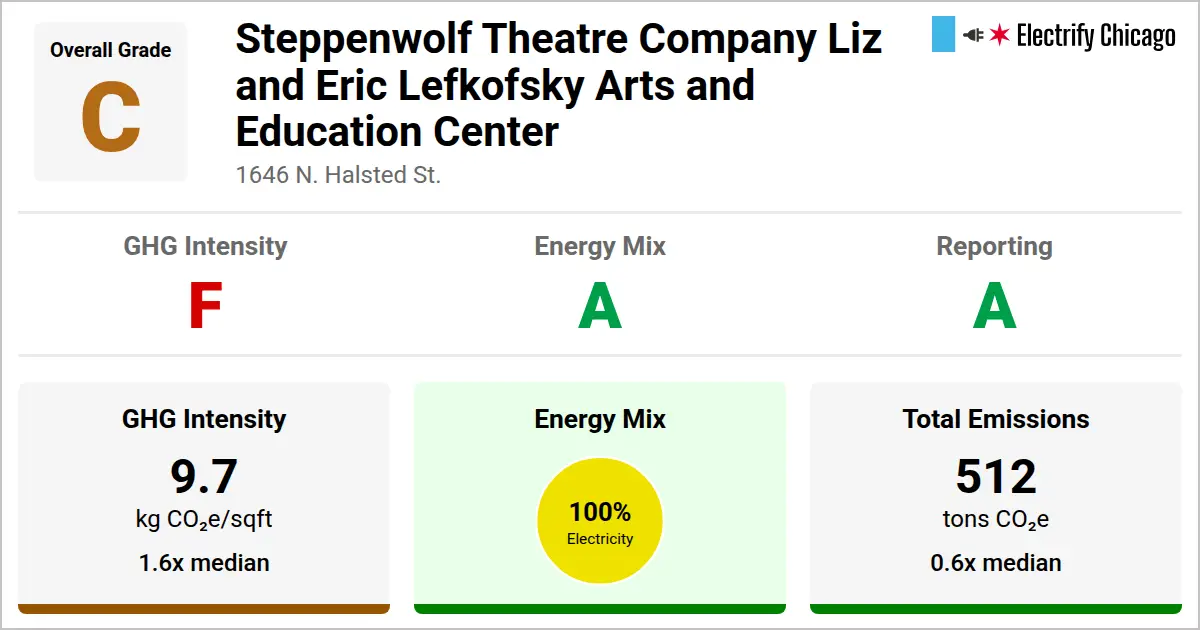 Overall Grade
C
Steppenwolf Theatre Company Liz
and Eric Lefkofsky Arts and
Education Center
1646 N. Halsted St.
Electrify Chicago
GHG Intensity
F
Energy Mix
A
Reporting
A
GHG Intensity
9.7
kg CO₂e/sqft
1.6x median
Energy Mix
100%
Electricity
Total Emissions
512
tons CO₂e
0.6x median